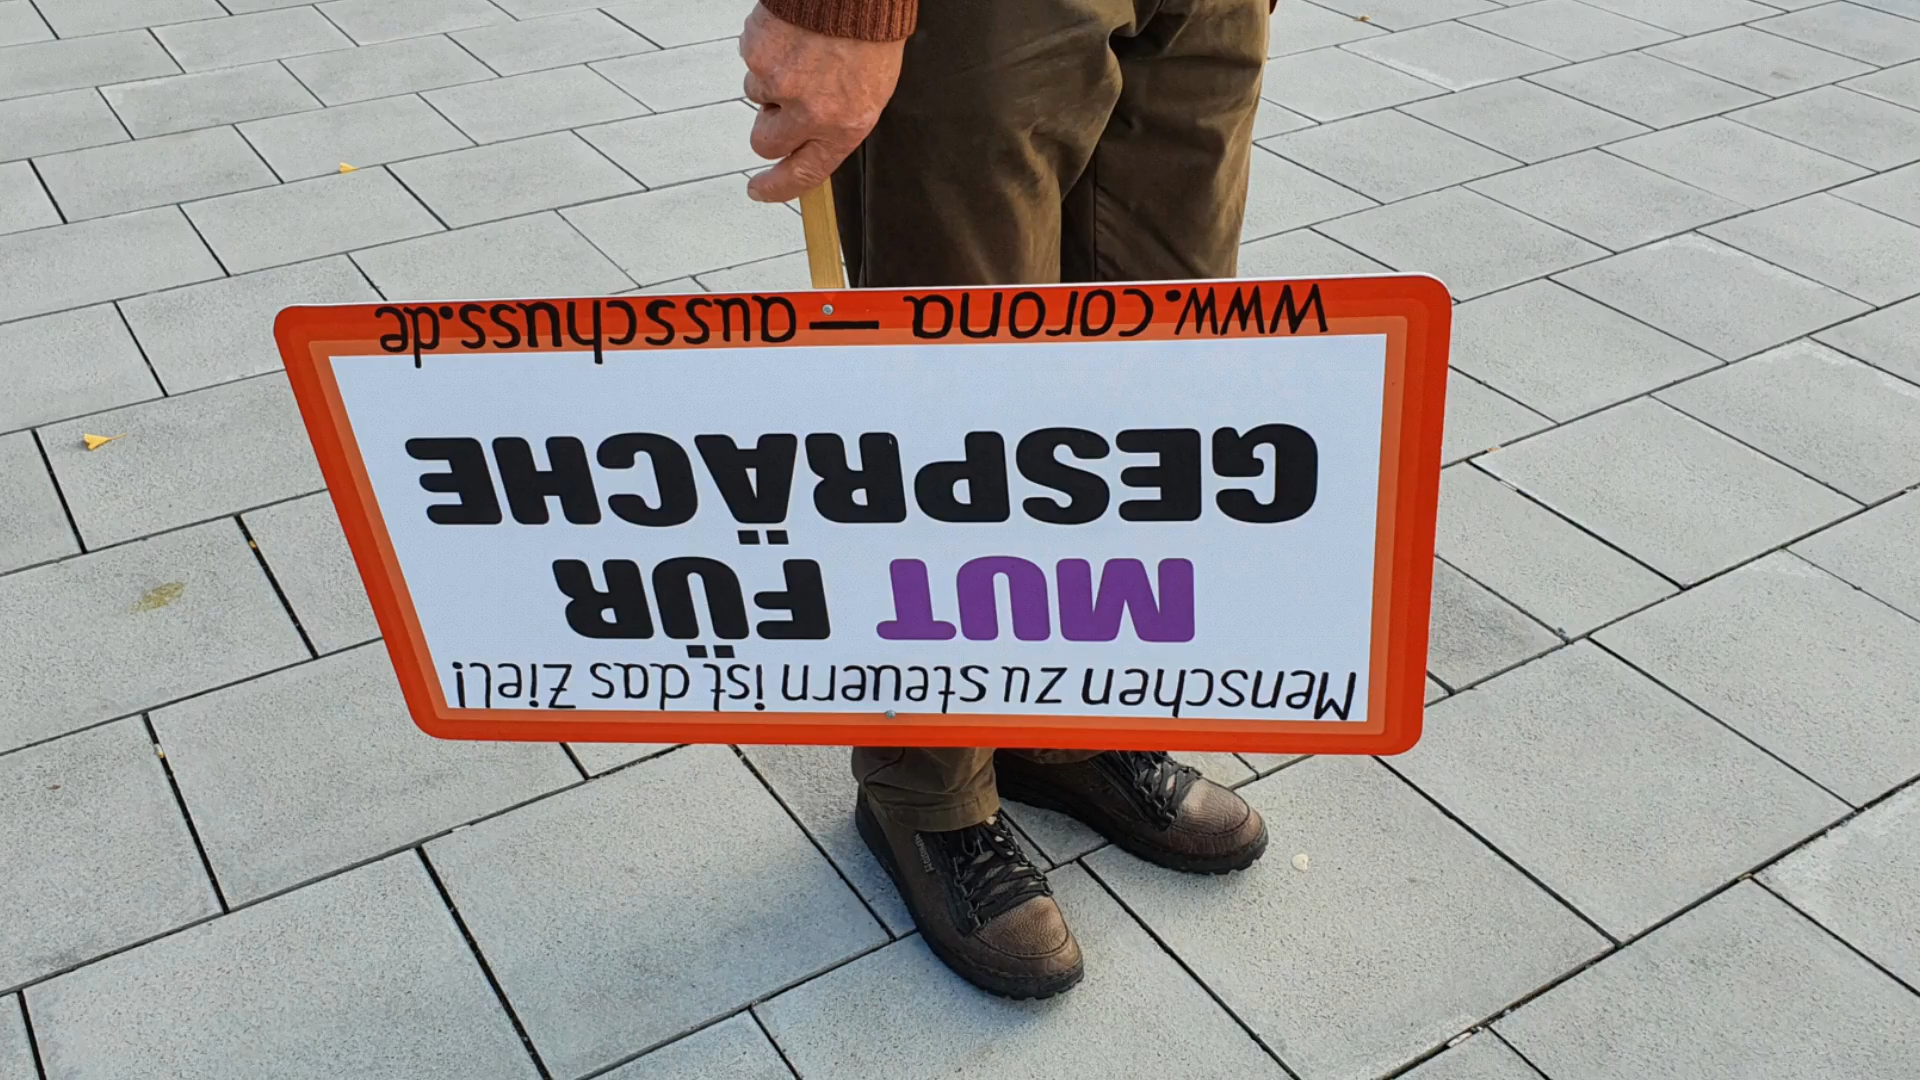 Menschen zu steuern ist das Ziel!
MUT FÜR
GESPRÄCHE
www.corona - ausschuss.de